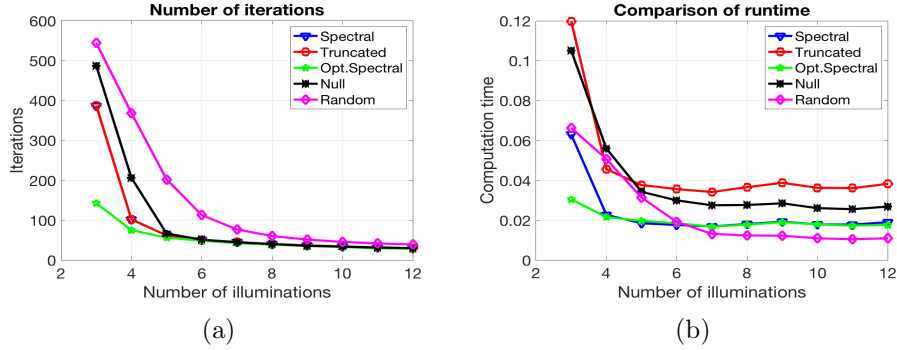 Number of iterations
600
500
400
300
200
100
0
Iterations
Spectral
Truncated
Opt.Spectral
Null
Random
2
4
6
8
10
12
Number of illuminations
(a)
Comparison of runtime
0.12
0.1
0.08
0.06
0.04
0.02
0
Computation time
Spectral
Truncated
Opt.Spectral
Null
Random
2
4
6
8
10
12
Number of illuminations
(b)